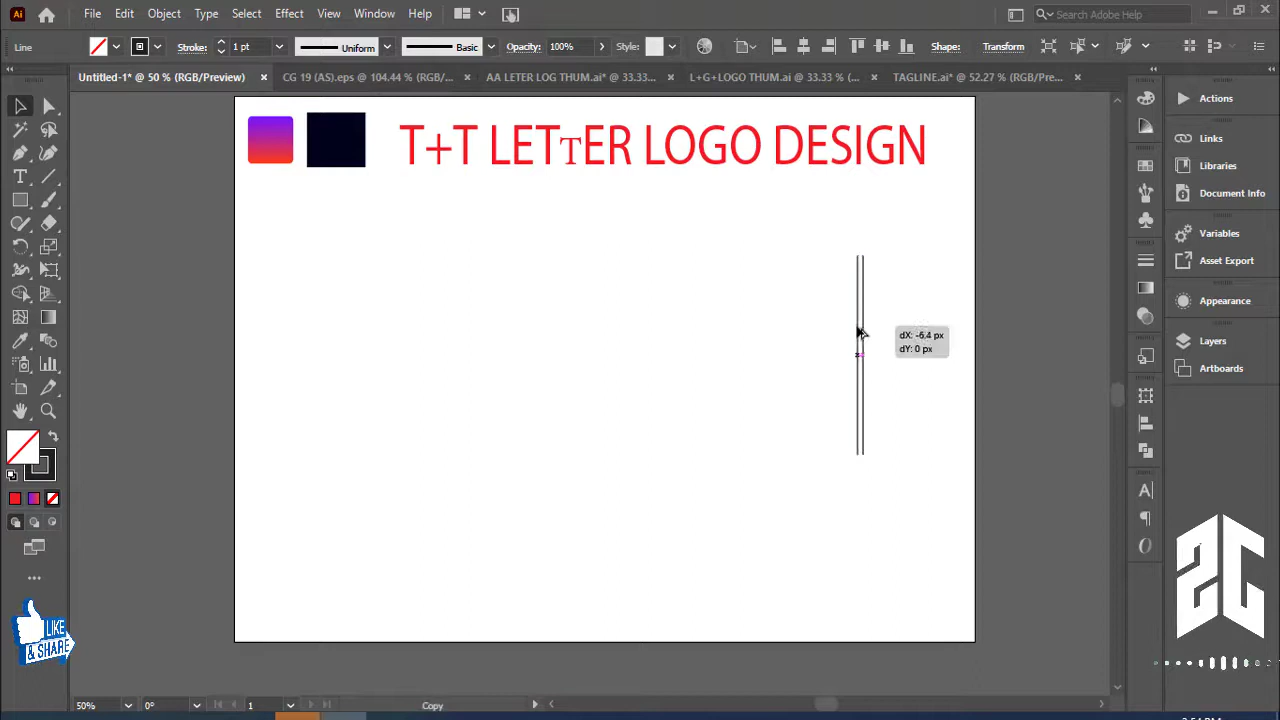 Ai File Edit Object Type Select Effect View Window Help Search Adobe Help
Line Stroke: 1 pt Uniform Basic Opacity: 100% Style: Shape: Transform
Untitled-1* @ 50 % (RGB/Preview) × CG 19 (AS).eps @ 104.44 % (RGB/... × AA LETER LOG THUM.ai* @ 33.33... × L+G+LOGO THUM.ai @ 33.33 % (... × TAGLINE.ai* @ 52.27 % (RGB/Pre... ×
T+T LETTER LOGO DESIGN
Actions
Links
Libraries
Document Info
Variables
Asset Export
Appearance
Layers
Artboards
dX: -6.4 px
dY: 0 px
LIKE
& SHARE
50% 0° 1 Copy